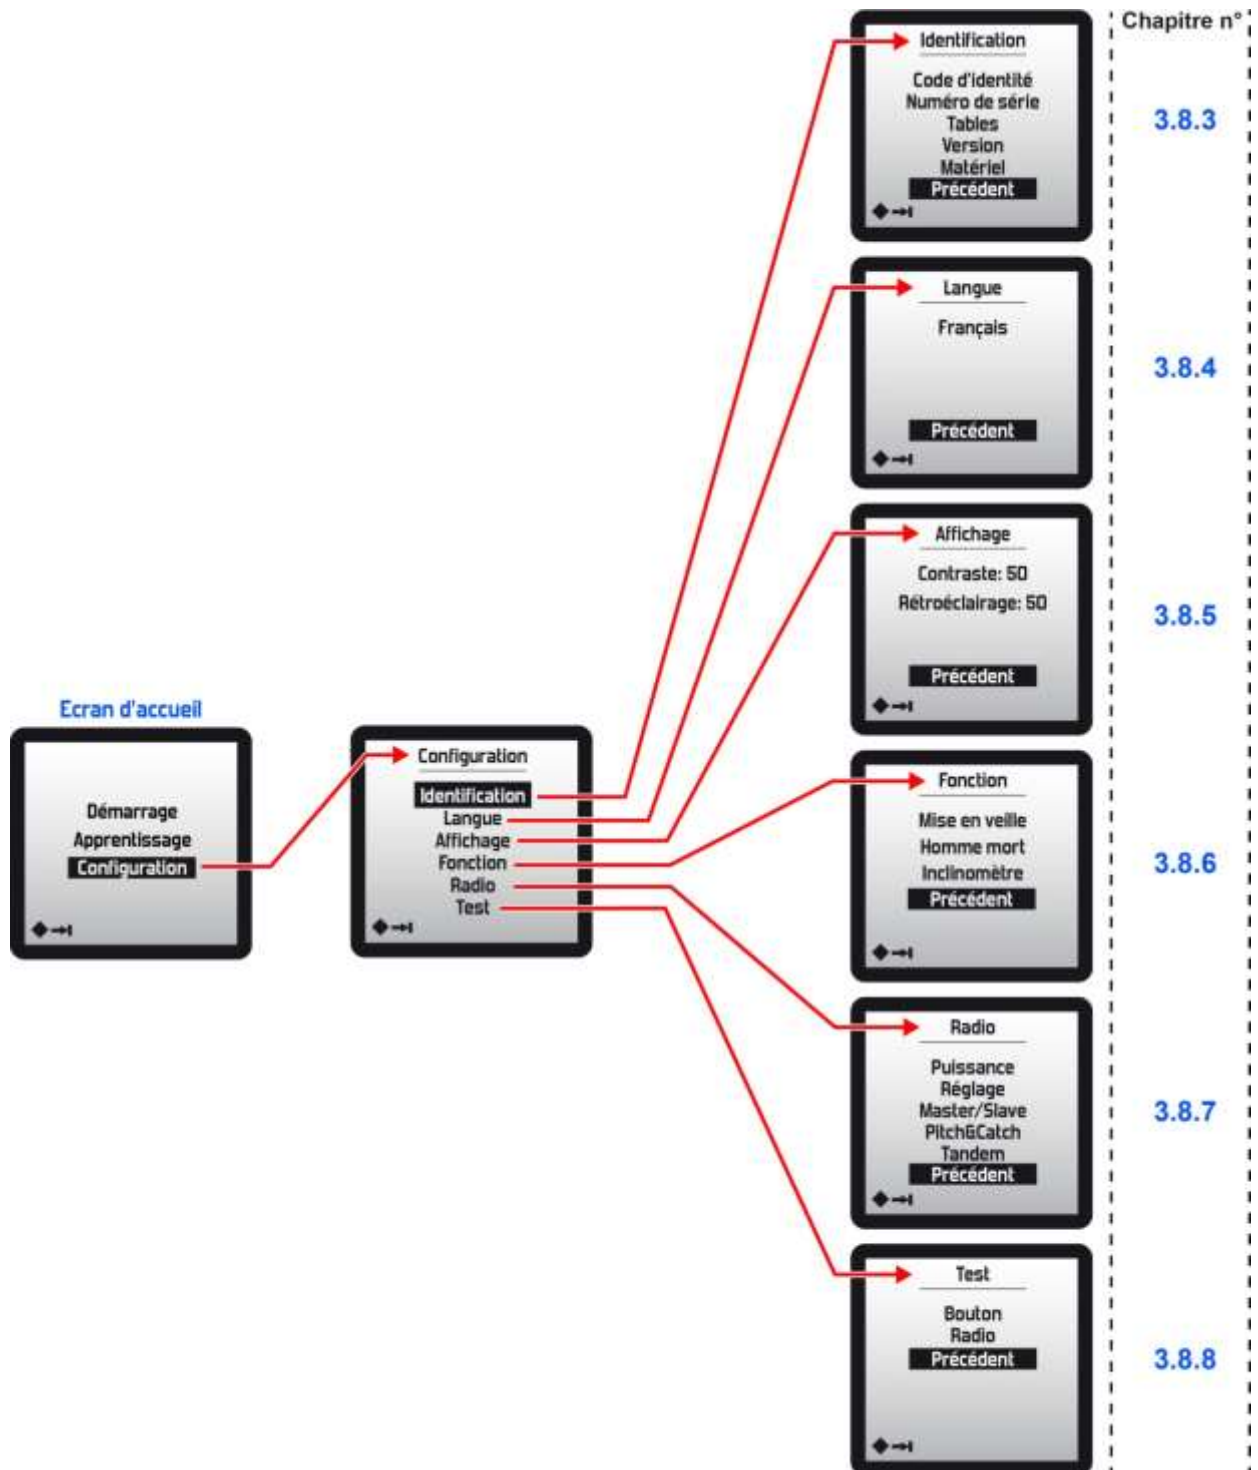 Chapitre n°
Identification
Code d'identité
Numéro de série
Tables
Version
Matériel
Précédent
3.8.3
Langue
Français
Précédent
3.8.4
Affichage
Contraste: 50
Rétroéclairage: 50
Précédent
3.8.5
Ecran d'accueil
Démarrage
Apprentissage
Configuration
Configuration
Identification
Langue
Affichage
Fonction
Radio
Test
Fonction
Mise en veille
Homme mort
Inclinomètre
Précédent
3.8.6
Radio
Puissance
Réglage
Master/Slave
Pitch&Catch
Tandem
Précédent
3.8.7
Test
Bouton
Radio
Précédent
3.8.8